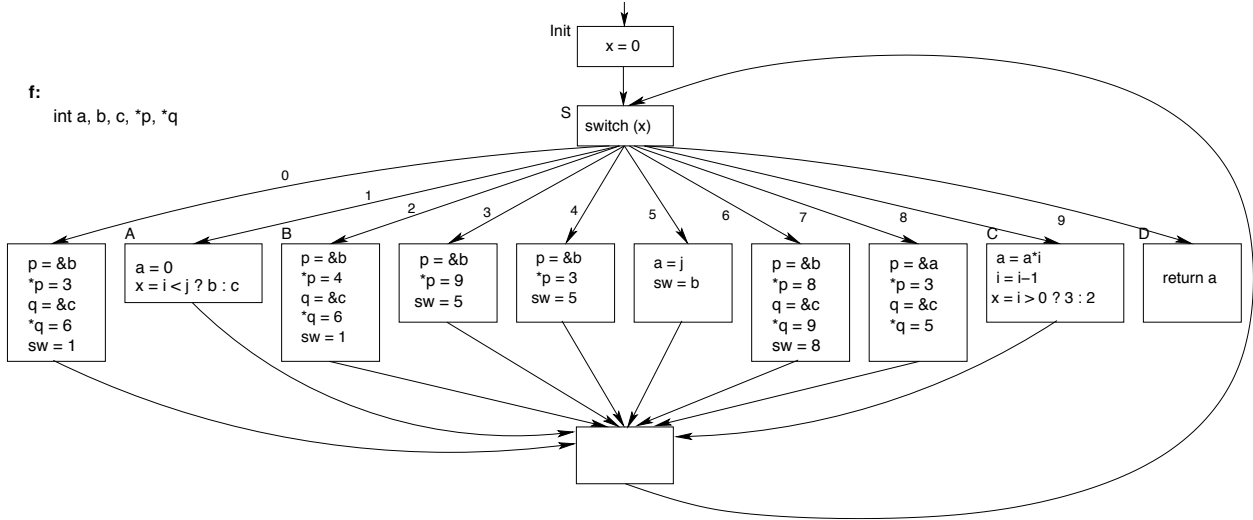 Init
x = 0
f:
int a, b, c, *p, *q
S
switch (x)
0
1
2
3
4
5
6
7
8
9
p = &b
*p = 3
q = &c
*q = 6
sw = 1
A
a = 0
x = i < j ? b : c
B
p = &b
*p = 4
q = &c
*q = 6
sw = 1
p = &b
*p = 9
sw = 5
p = &b
*p = 3
sw = 5
a = j
sw = b
p = &b
*p = 8
q = &c
*q = 9
sw = 8
p = &a
*p = 3
q = &c
*q = 5
C
a = a*i
i = i–1
x = i > 0 ? 3 : 2
D
return a